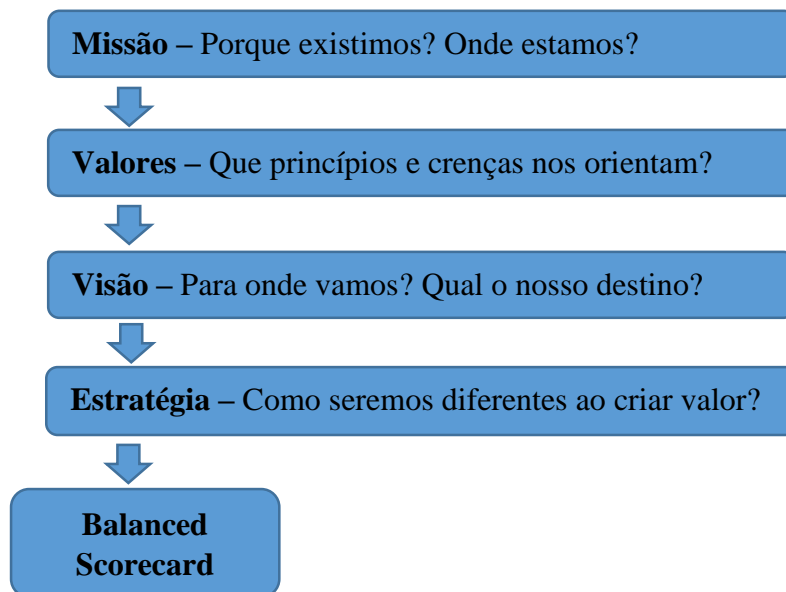 Missão – Porque existimos? Onde estamos?
Valores – Que princípios e crenças nos orientam?
Visão – Para onde vamos? Qual o nosso destino?
Estratégia – Como seremos diferentes ao criar valor?
Balanced
Scorecard